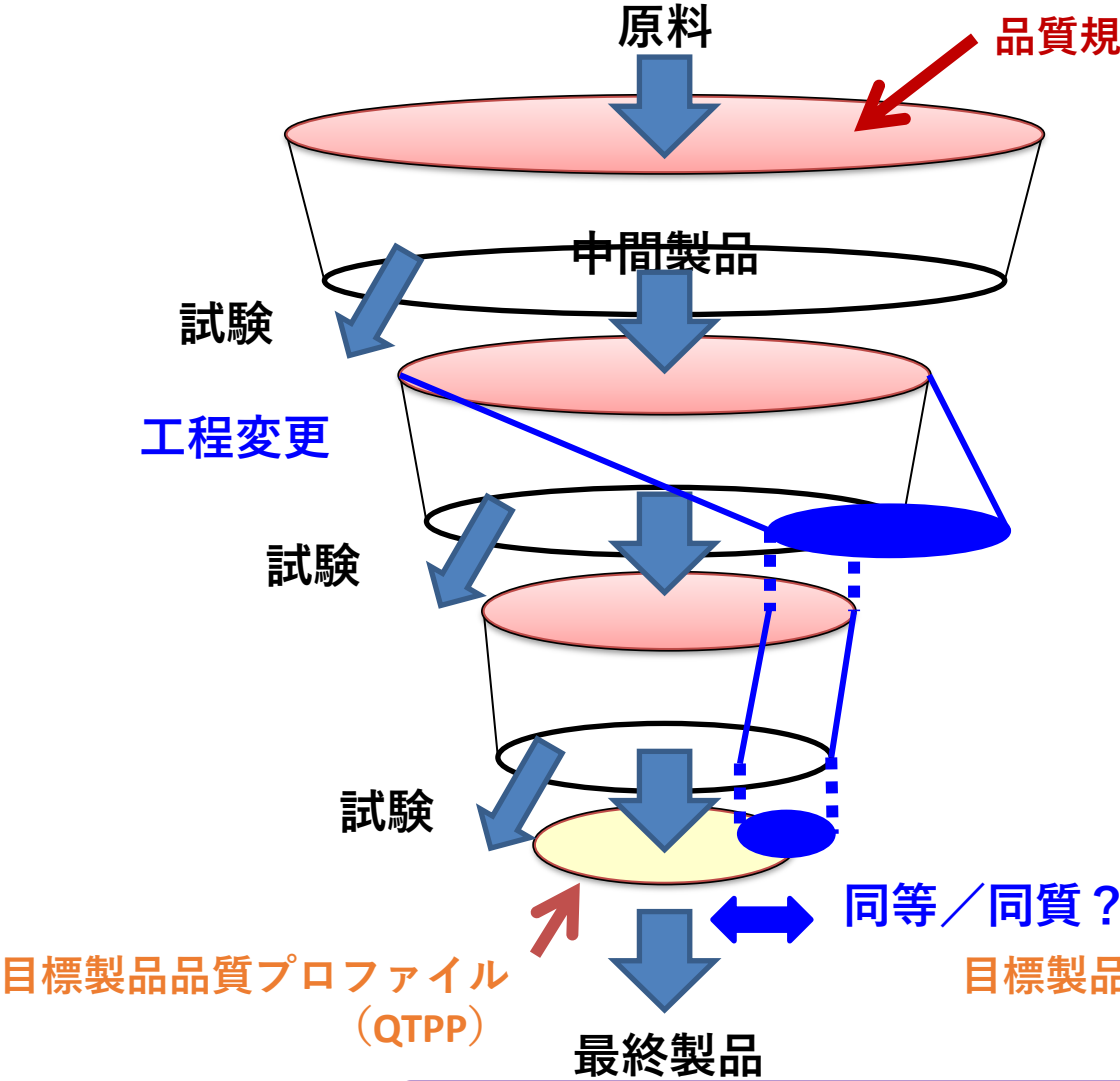 原料
品質規
中間製品
試験
工程変更
試験
試験
同等／同質？
目標製品品質プロファイル
（QTPP）
目標製品
最終製品